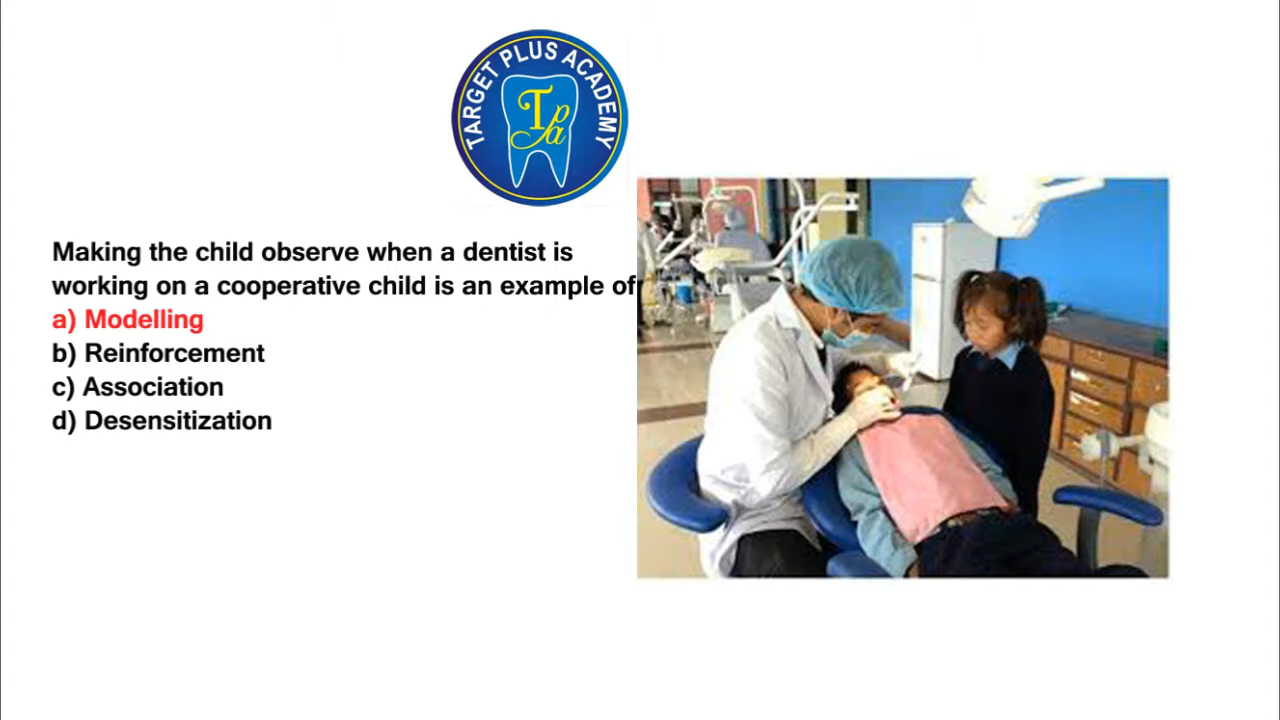 TARGET PLUS ACADEMY
Tpa
Making the child observe when a dentist is
working on a cooperative child is an example of
a) Modelling
b) Reinforcement
c) Association
d) Desensitization